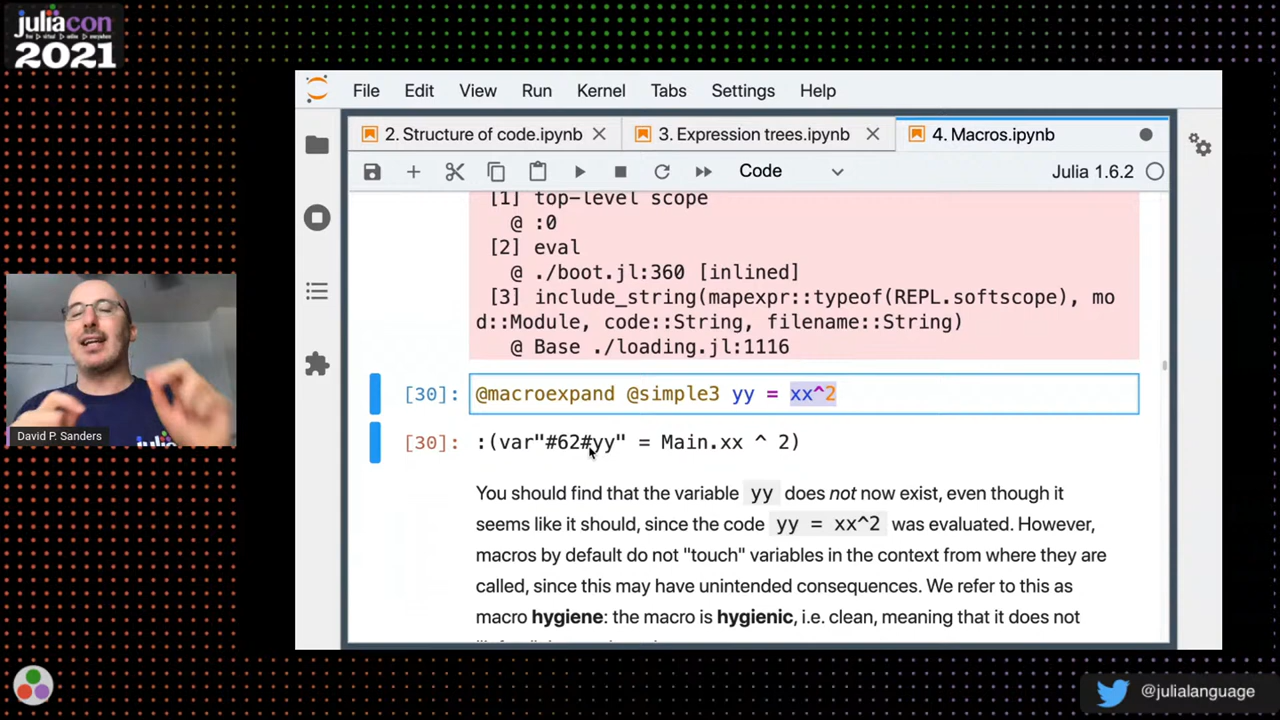 juliacon
2021
File Edit View Run Kernel Tabs Settings Help
2. Structure of code.ipynb
3. Expression trees.ipynb
4. Macros.ipynb
Code
Julia 1.6.2
[1] top-level scope
@ :0
[2] eval
@ ./boot.jl:360 [inlined]
[3] include_string(mapexpr::typeof(REPL.softscope), mo
d::Module, code::String, filename::String)
@ Base ./loading.jl:1116
[30]: @macroexpand @simple3 yy = xx^2
[30]: :(var"#62#yy" = Main.xx ^ 2)
You should find that the variable yy does not now exist, even though it
seems like it should, since the code yy = xx^2 was evaluated. However,
macros by default do not "touch" variables in the context from where they are
called, since this may have unintended consequences. We refer to this as
macro hygiene: the macro is hygienic, i.e. clean, meaning that it does not
David P. Sanders
@julialanguage